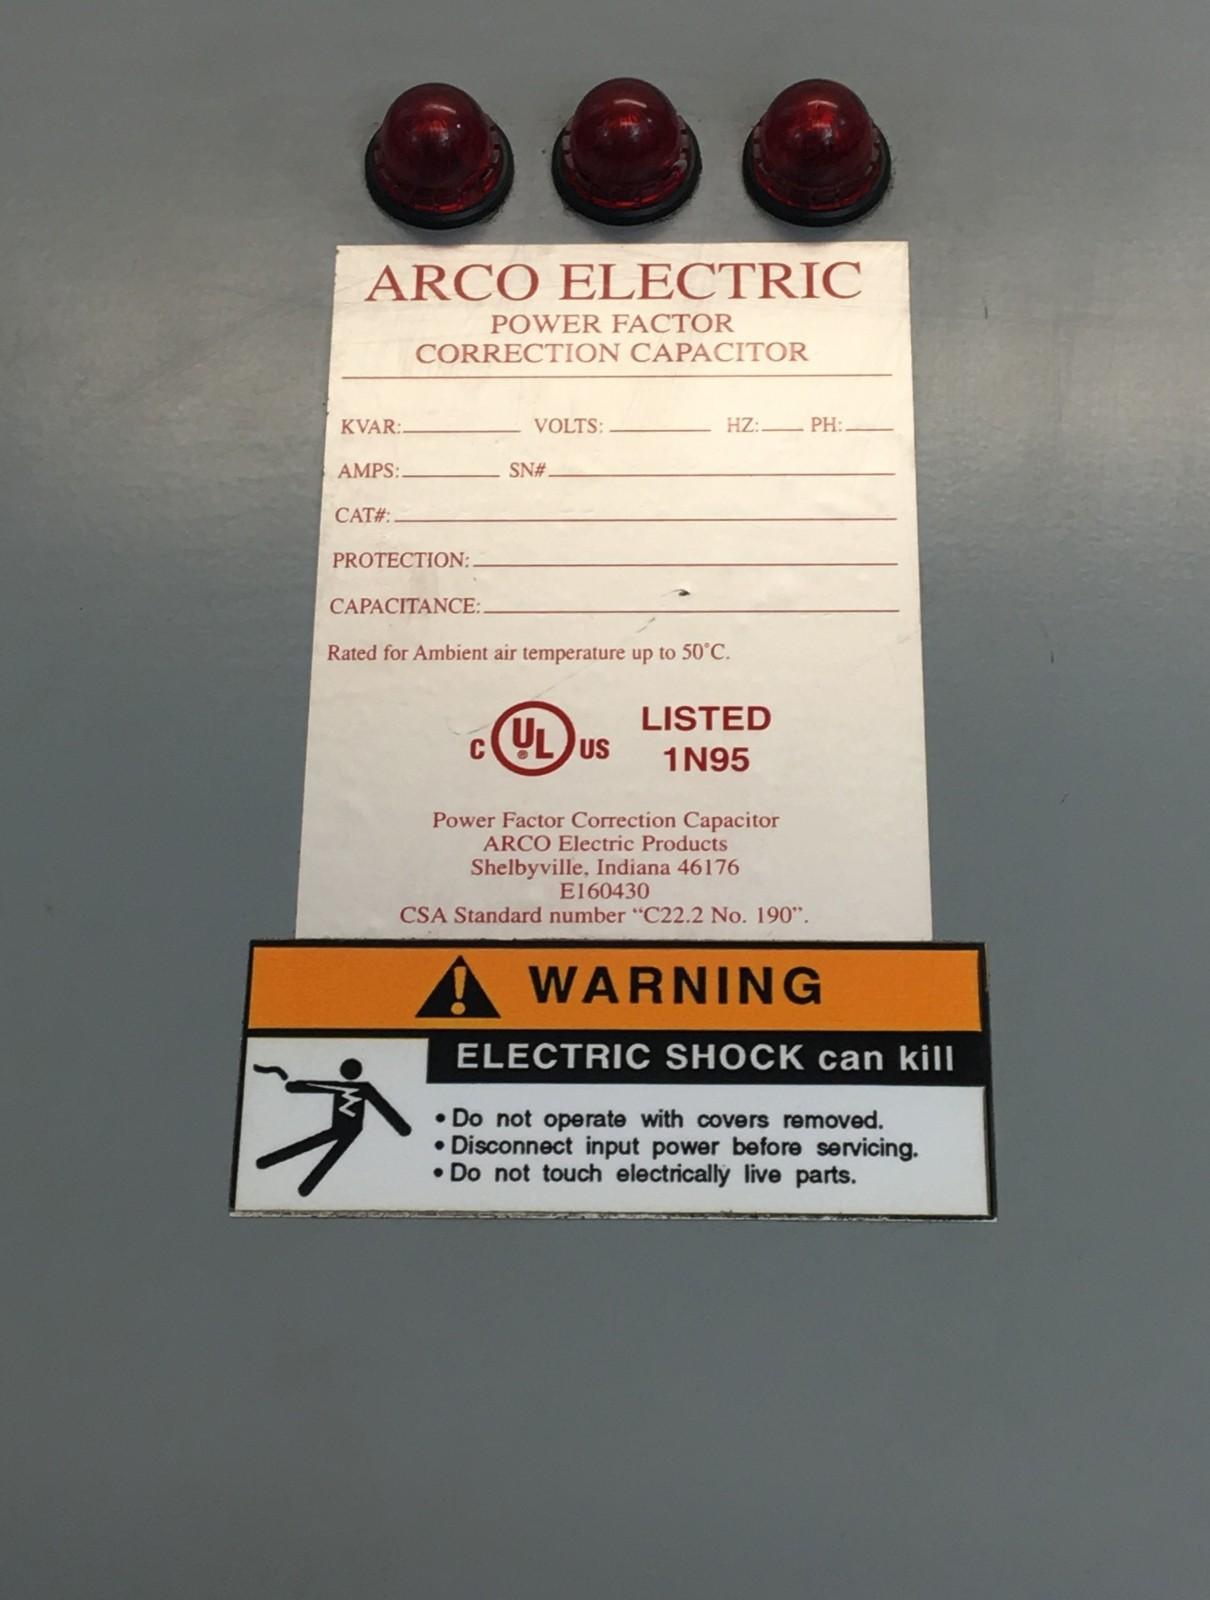 ARCO ELECTRIC
POWER FACTOR
CORRECTION CAPACITOR
KVAR: VOLTS: HZ: PH:
AMPS: SN#
CAT#:
PROTECTION:
CAPACITANCE:
Rated for Ambient air temperature up to 50°C.
C UL® US LISTED
1N95
Power Factor Correction Capacitor
ARCO Electric Products
Shelbyville, Indiana 46176
E160430
CSA Standard number “C22.2 No. 190”.
WARNING
ELECTRIC SHOCK can kill
• Do not operate with covers removed.
• Disconnect input power before servicing.
• Do not touch electrically live parts.